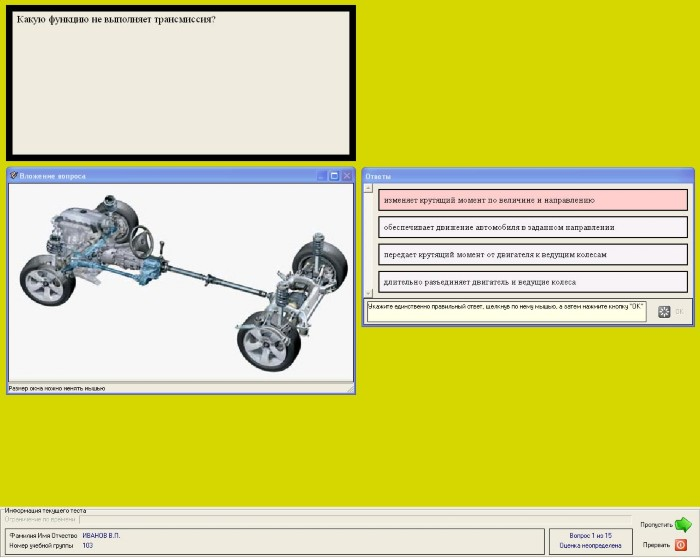 Какую функцию не выполняет трансмиссия?
Вложение вопроса
Ответы
изменяет крутящий момент по величине и направлению
обеспечивает движение автомобиля в заданном направлении
передает крутящий момент от двигателя к ведущим колесам
длительно разъединяет двигатель и ведущие колеса
Укажите единственно правильный ответ, щелкнув по нему мышью, а затем нажмите кнопку "OK"
OK
Размер окна можно менять мышью
Информация текущего теста
Ограничение по времени
Фамилия Имя Отчество ИВАНОВ В.П.
Номер учебной группы 103
Вопрос 1 из 15
Оценка неопределена
Пропустить
Прервать